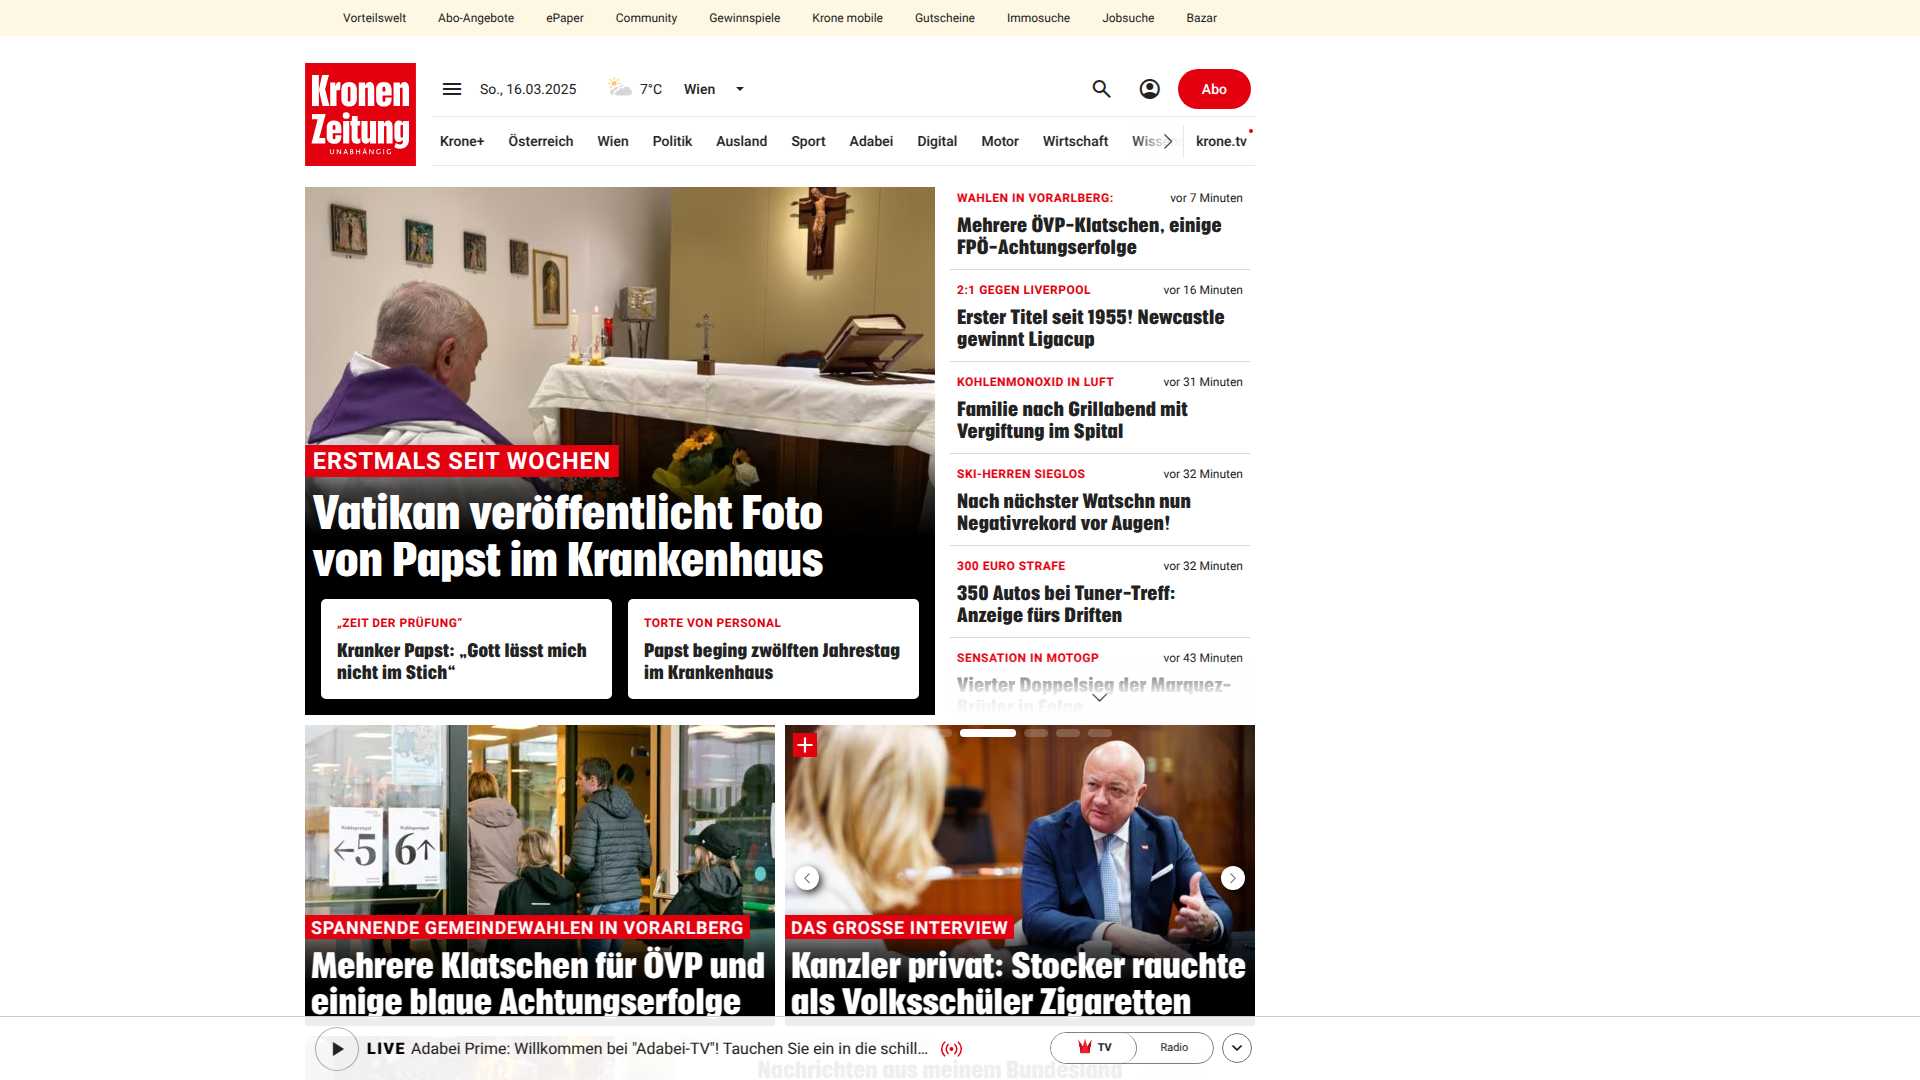 Vorteilswelt Abo-Angebote ePaper Community Gewinnspiele Krone mobile Gutscheine Immosuche Jobsuche Bazar
Kronen
Zeitung
UNABHÄNGIG
So., 16.03.2025 7°C Wien
Abo
Krone+ Österreich Wien Politik Ausland Sport Adabei Digital Motor Wirtschaft krone.tv
ERSTMALS SEIT WOCHEN
Vatikan veröffentlicht Foto
von Papst im Krankenhaus
„ZEIT DER PRÜFUNG“
Kranker Papst: „Gott lässt mich
nicht im Stich“
TORTE VON PERSONAL
Papst beging zwölften Jahrestag
im Krankenhaus
WAHLEN IN VORARLBERG: vor 7 Minuten
Mehrere ÖVP-Klatschen, einige
FPÖ-Achtungserfolge
2:1 GEGEN LIVERPOOL vor 16 Minuten
Erster Titel seit 1955! Newcastle
gewinnt Ligacup
KOHLENMONOXID IN LUFT vor 31 Minuten
Familie nach Grillabend mit
Vergiftung im Spital
SKI-HERREN SIEGLOS vor 32 Minuten
Nach nächster Watschn nun
Negativrekord vor Augen!
300 EURO STRAFE vor 32 Minuten
350 Autos bei Tuner-Treff:
Anzeige fürs Driften
SENSATION IN MOTOGP vor 43 Minuten
Vierter Doppelsieg der Marquez-
Brüder in Folge
←5
6↑
SPANNENDE GEMEINDEWAHLEN IN VORARLBERG
Mehrere Klatschen für ÖVP und
einige blaue Achtungserfolge
DAS GROSSE INTERVIEW
Kanzler privat: Stocker rauchte
als Volksschüler Zigaretten
LIVE Adabei Prime: Willkommen bei "Adabei-TV"! Tauchen Sie ein in die schill...
TV Radio
Nachrichten aus meinem Bundesland